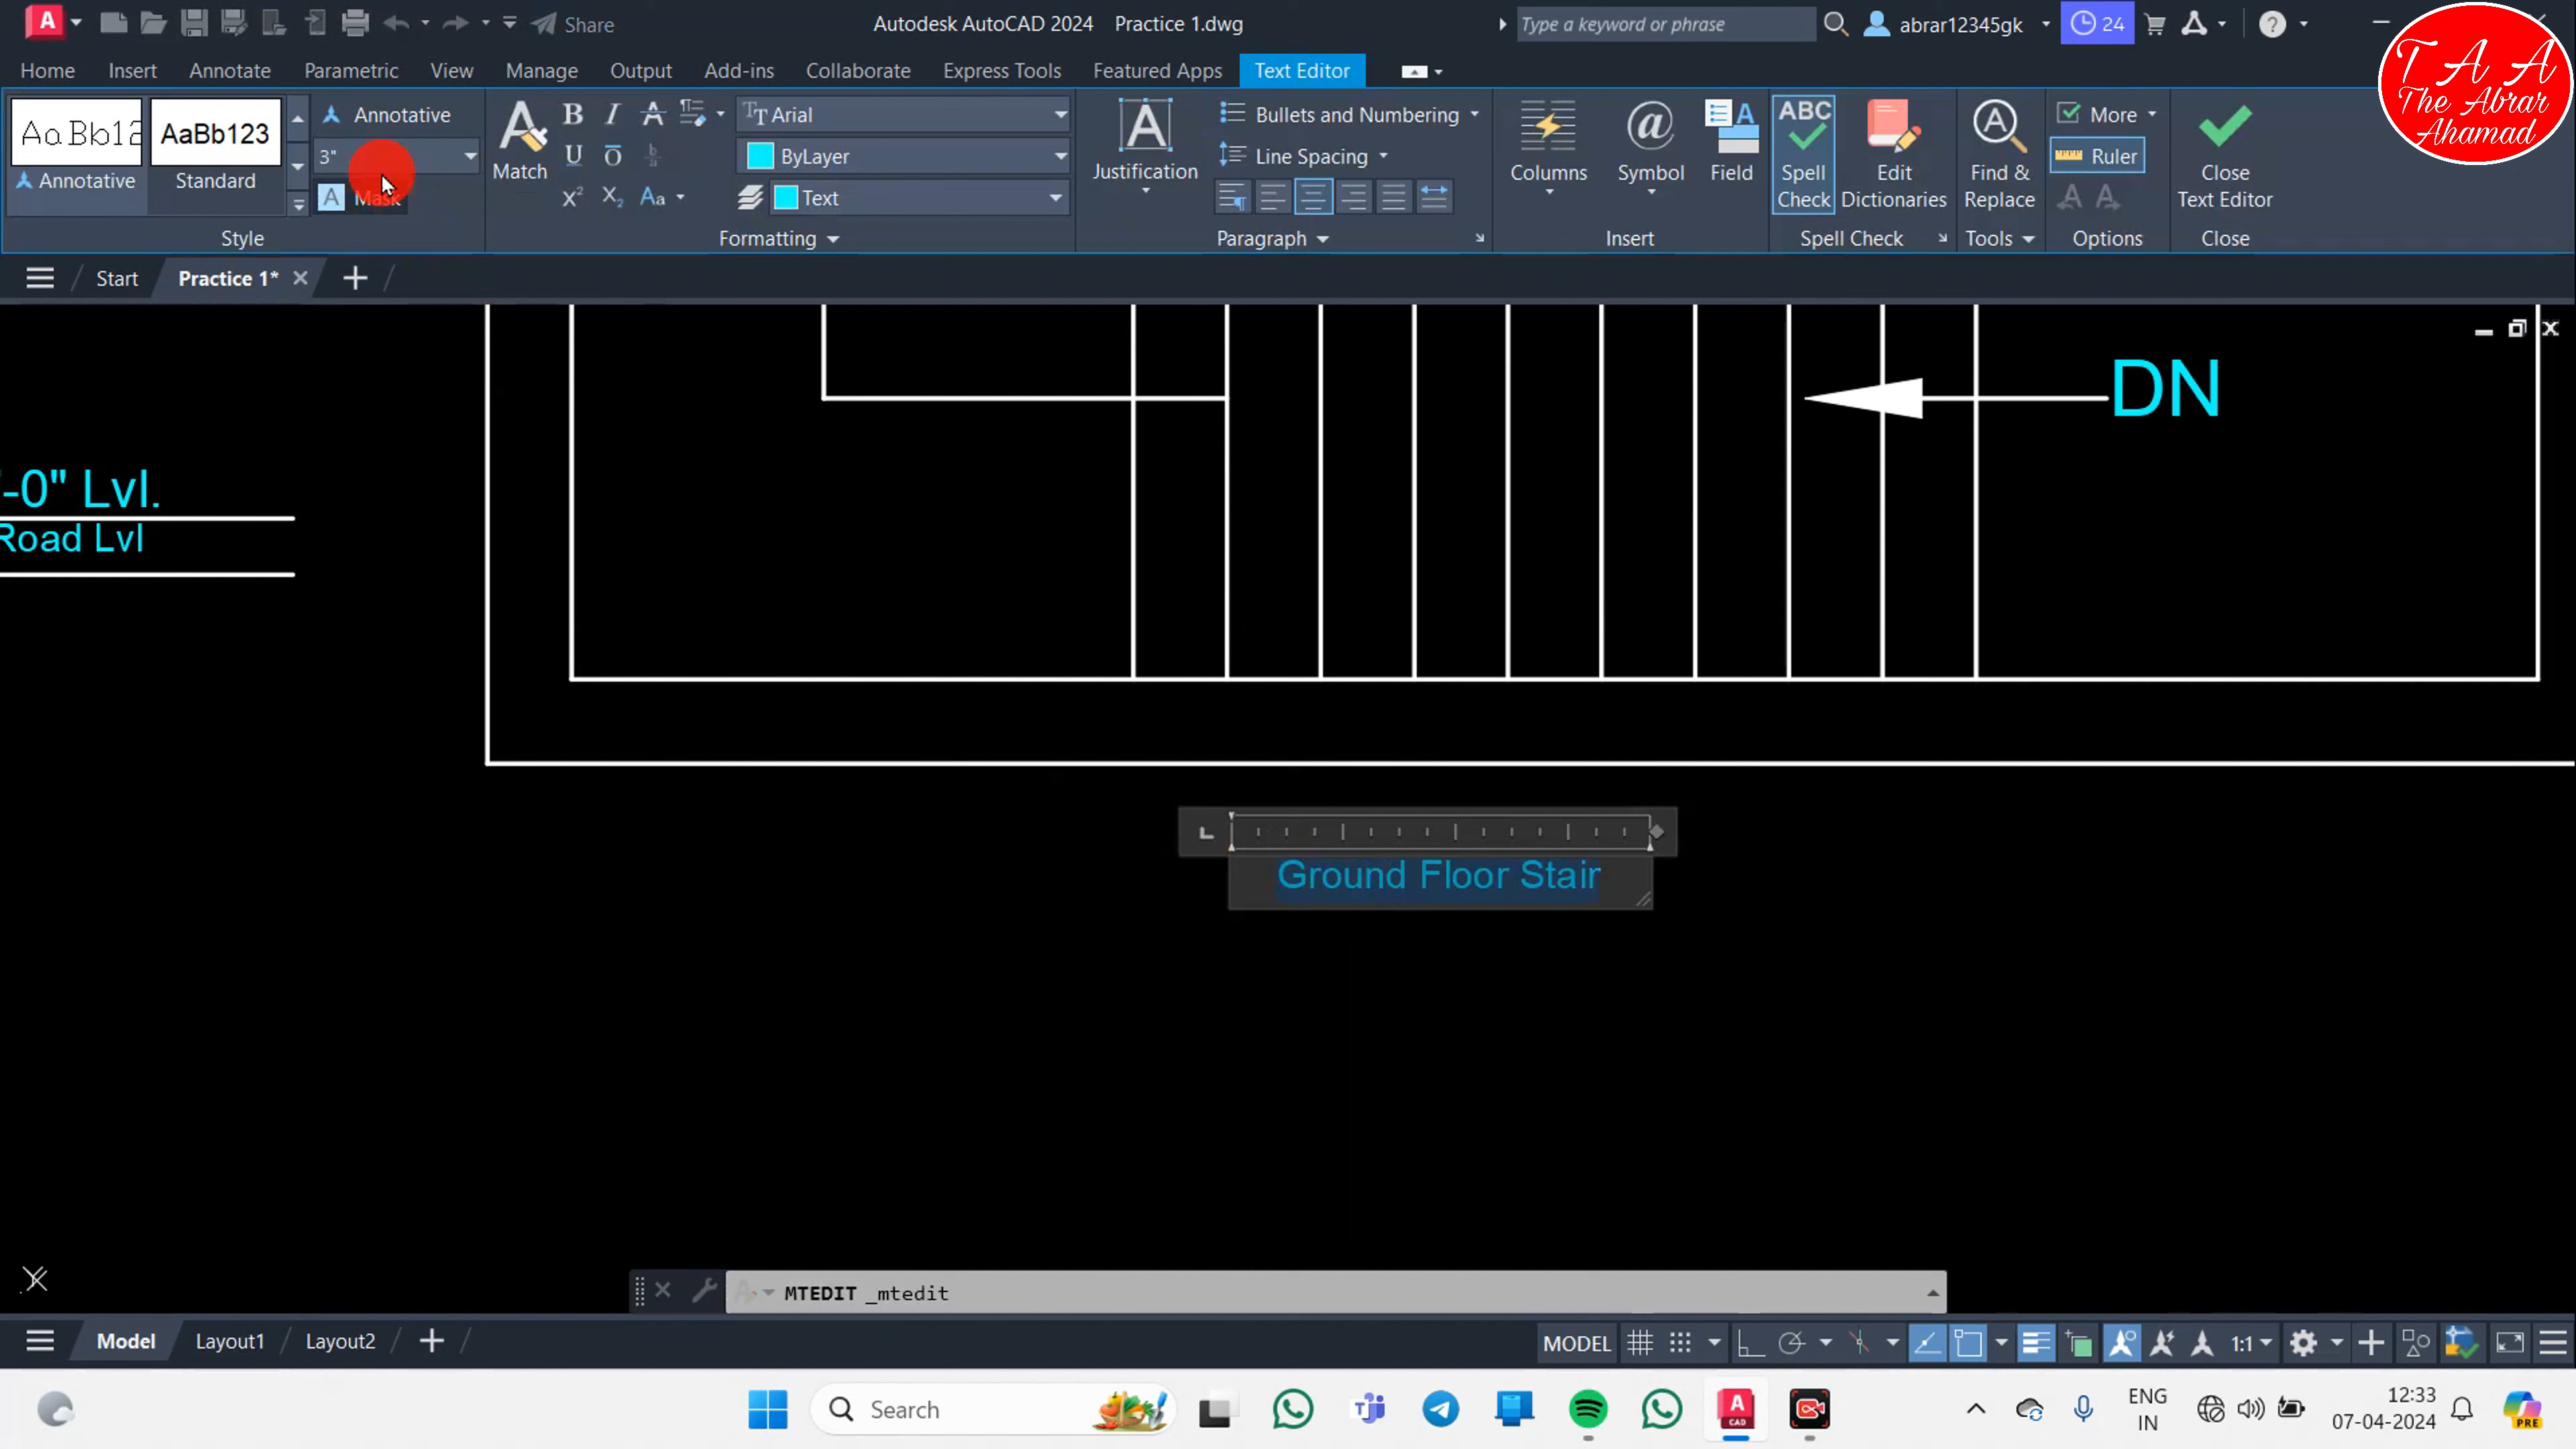 A
Share
Autodesk AutoCAD 2024 Practice 1.dwg
Type a keyword or phrase
abrar12345gk
24
T A A
The Abrar
Ahamad
Home Insert Annotate Parametric View Manage Output Add-ins Collaborate Express Tools Featured Apps Text Editor
AaBb123
Annotative
Standard
Annotative
3"
Mask
Style
Match
B I A
U O
Arial
ByLayer
Text
Aa
Formatting
Justification
Bullets and Numbering
Line Spacing
Paragraph
Columns
Symbol
Field
Insert
ABC
Spell
Check
Edit
Dictionaries
Spell Check
Find &
Replace
Tools
More
Ruler
Options
Close
Text Editor
Close
Start
Practice 1*
DN
-0" Lvl.
Road Lvl
Ground Floor Stair
MTEDIT _mtedit
Model Layout1 Layout2
MODEL
1:1
Search
A
CAD
ENG
IN
12:33
07-04-2024
PRE